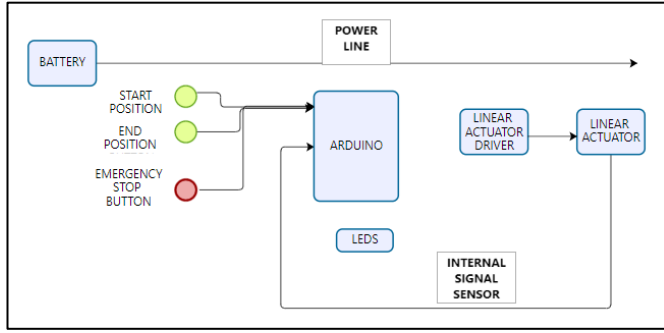 POWER
LINE
BATTERY
START
POSITION
END
POSITION
EMERGENCY
STOP
BUTTON
ARDUINO
LINEAR
ACTUATOR
DRIVER
LINEAR
ACTUATOR
LEDS
INTERNAL
SIGNAL
SENSOR